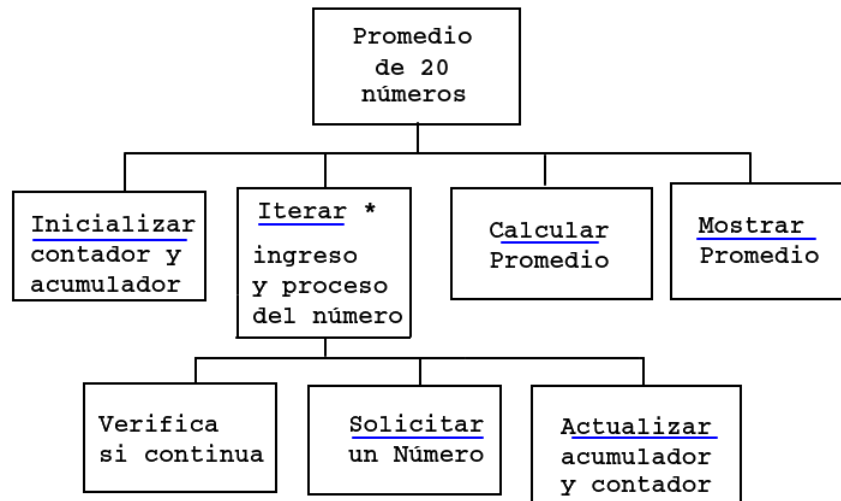 Promedio
de 20
números
Inicializar
contador y
acumulador
Iterar *
ingreso
y proceso
del número
Calcular
Promedio
Mostrar
Promedio
Verifica
si continua
Solicitar
un Número
Actualizar
acumulador
y contador